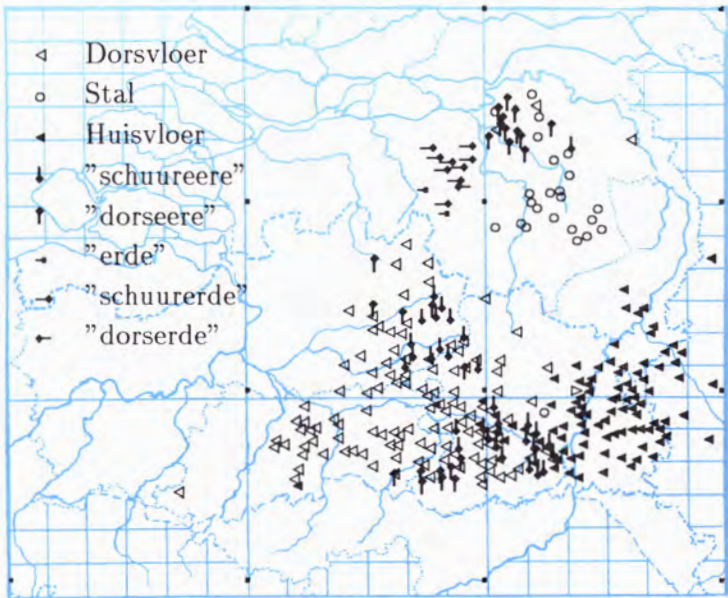 Dorsvloer
Stal
Huisvloer
"schuureere"
"dorseere"
"erde"
"schuurerde"
"dorserde"